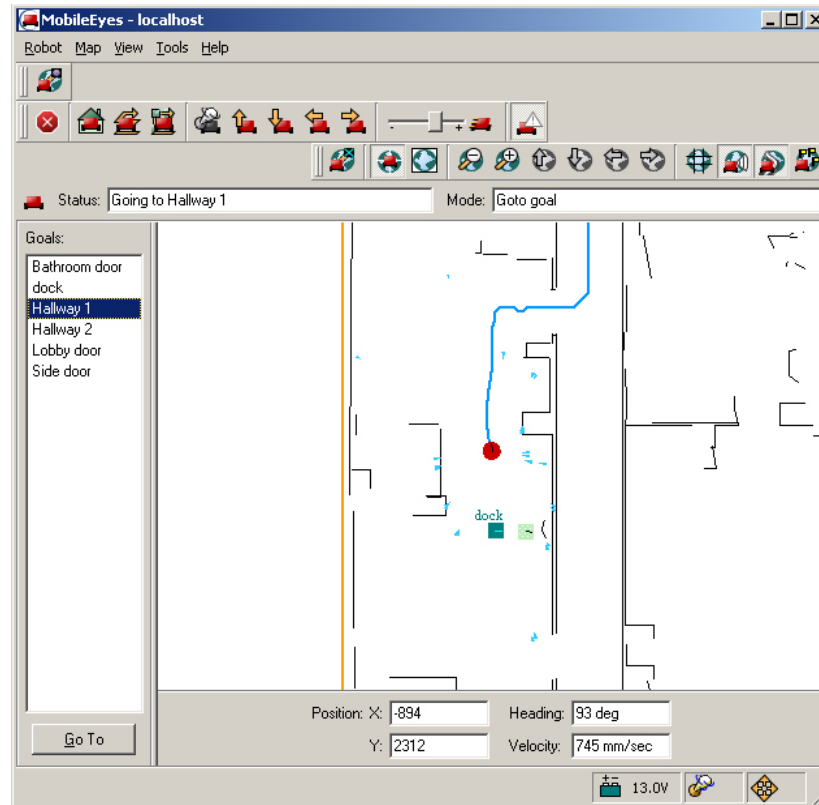 MobileEyes - localhost
Robot Map View Tools Help
Status: Going to Hallway 1 Mode: Goto goal
Goals:
Bathroom door
dock
Hallway 1
Hallway 2
Lobby door
Side door
dock
Position: X: -894 Heading: 93 deg
Go To
Y: 2312 Velocity: 745 mm/sec
13.0V